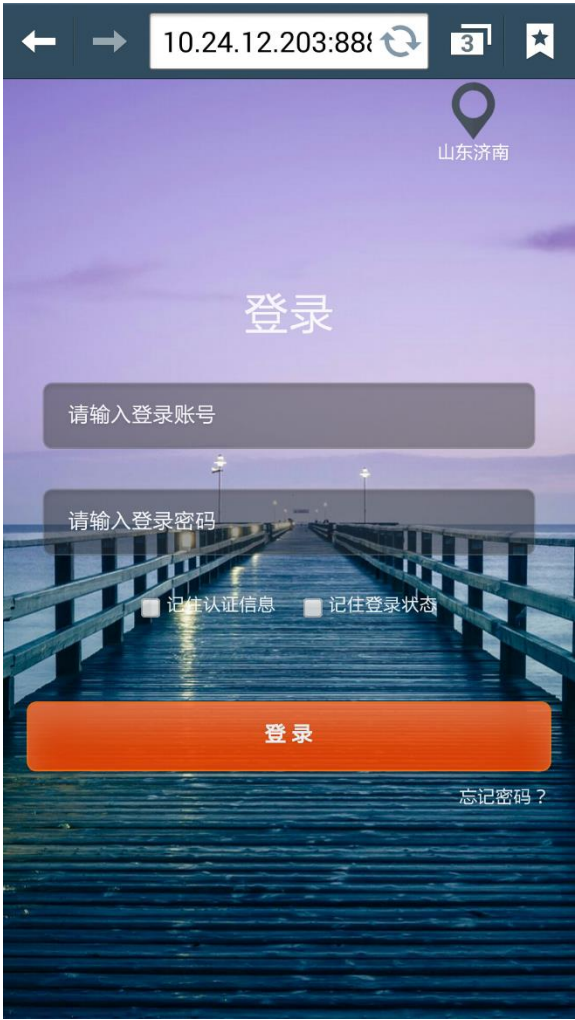 10.24.12.203:888
3
山东济南
登录
请输入登录账号
请输入登录密码
记住认证信息 记住登录状态
登 录
忘记密码？